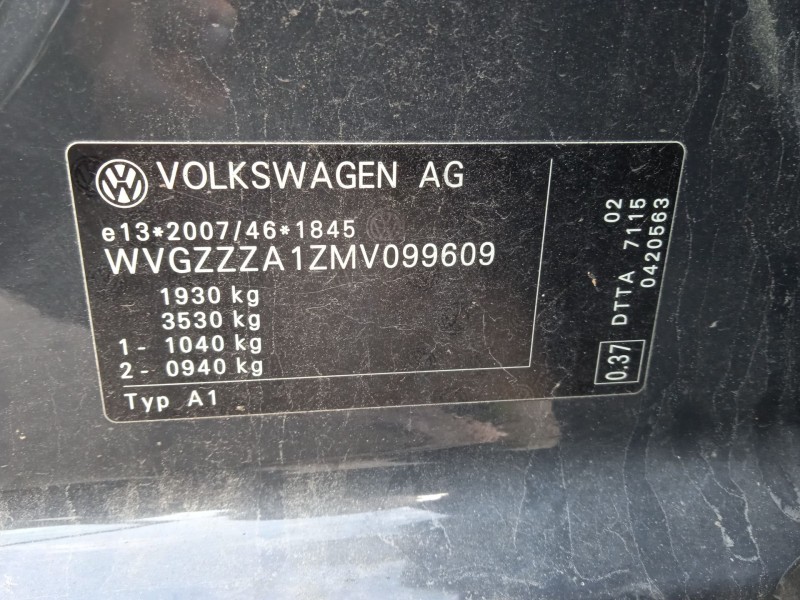 VOLKSWAGEN AG
e13*2007/46*1845
WVGZZZA1ZMV099609
1930 kg
3530 kg
1- 1040 kg
2- 0940 kg
Typ A1
0.37 DTTA 7115 02
0420563